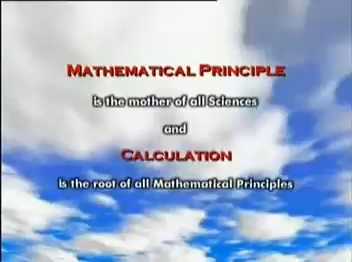 MATHEMATICAL PRINCIPLE
is the mother of all Sciences
and
CALCULATION
is the root of all Mathematical Principles